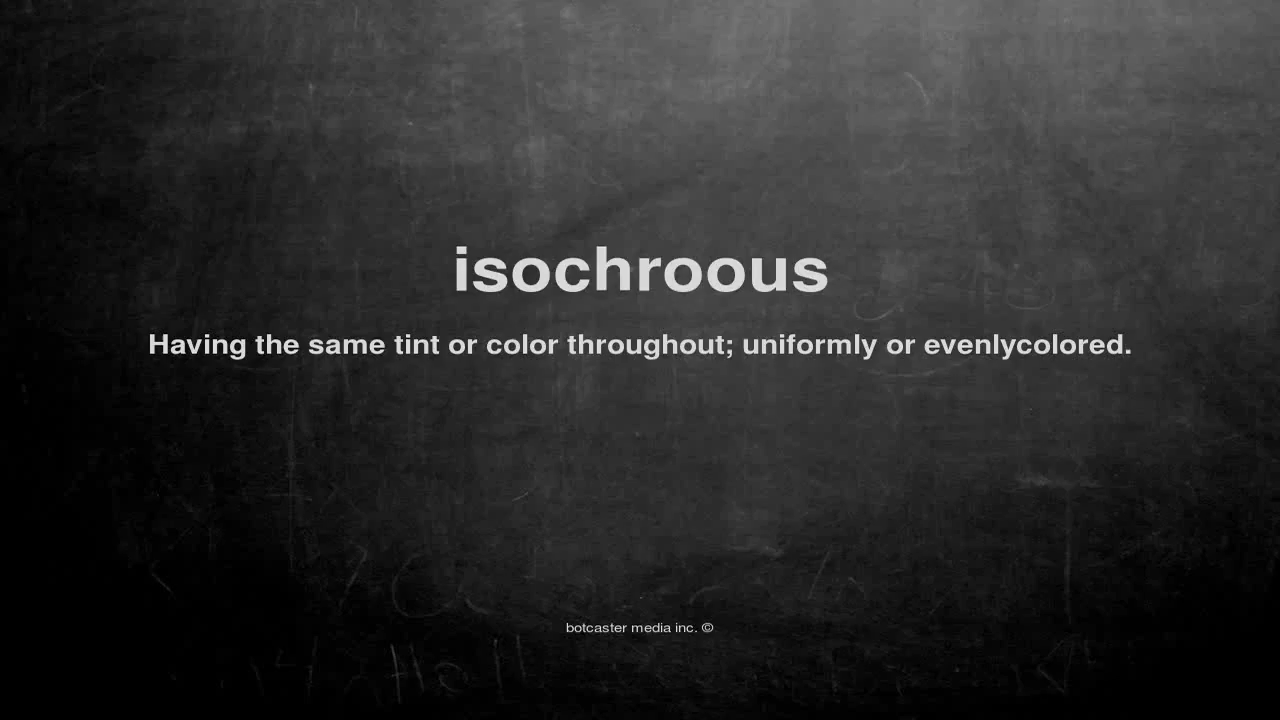 isochroous
Having the same tint or color throughout; uniformly or evenlycolored.
botcaster media inc. ©